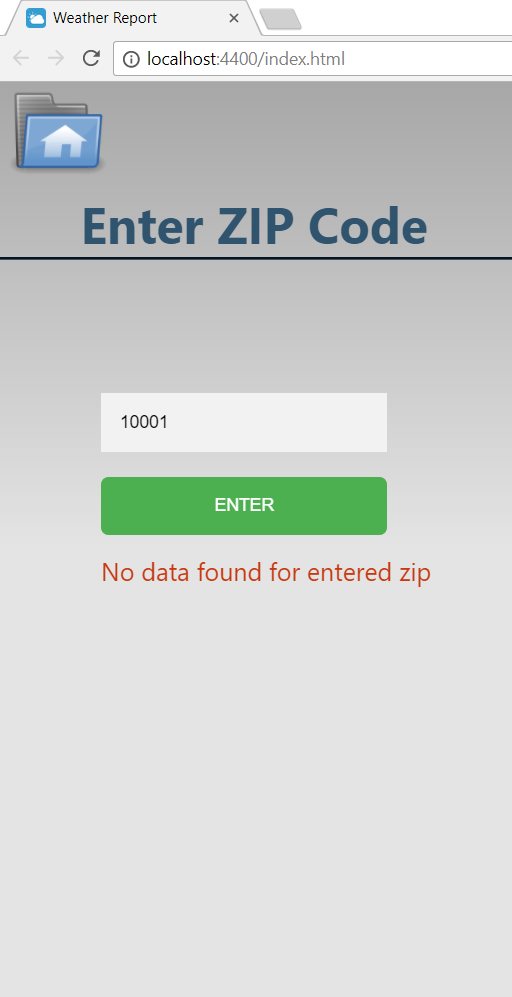 Weather Report
localhost:4400/index.html
Enter ZIP Code
10001
ENTER
No data found for entered zip